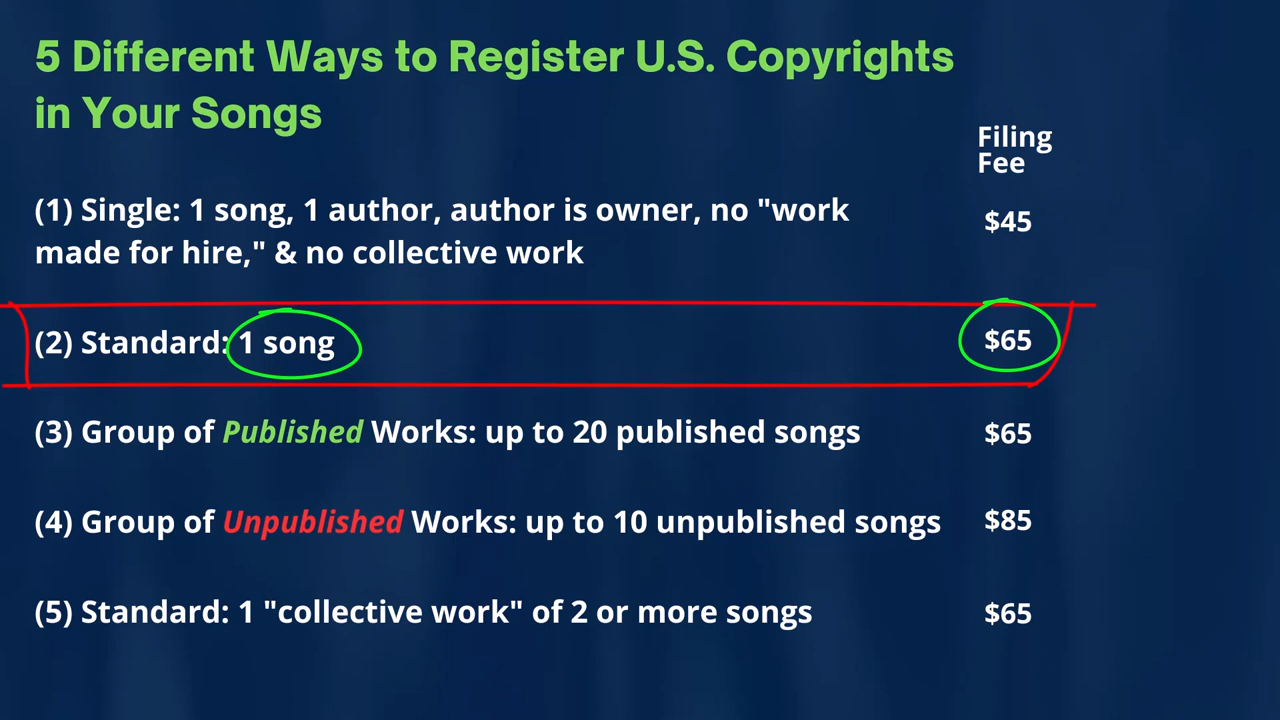 5 Different Ways to Register U.S. Copyrights
in Your Songs
Filing
Fee
(1) Single: 1 song, 1 author, author is owner, no "work
made for hire," & no collective work
$45
(2) Standard: 1 song
$65
(3) Group of Published Works: up to 20 published songs
$65
(4) Group of Unpublished Works: up to 10 unpublished songs
$85
(5) Standard: 1 "collective work" of 2 or more songs
$65